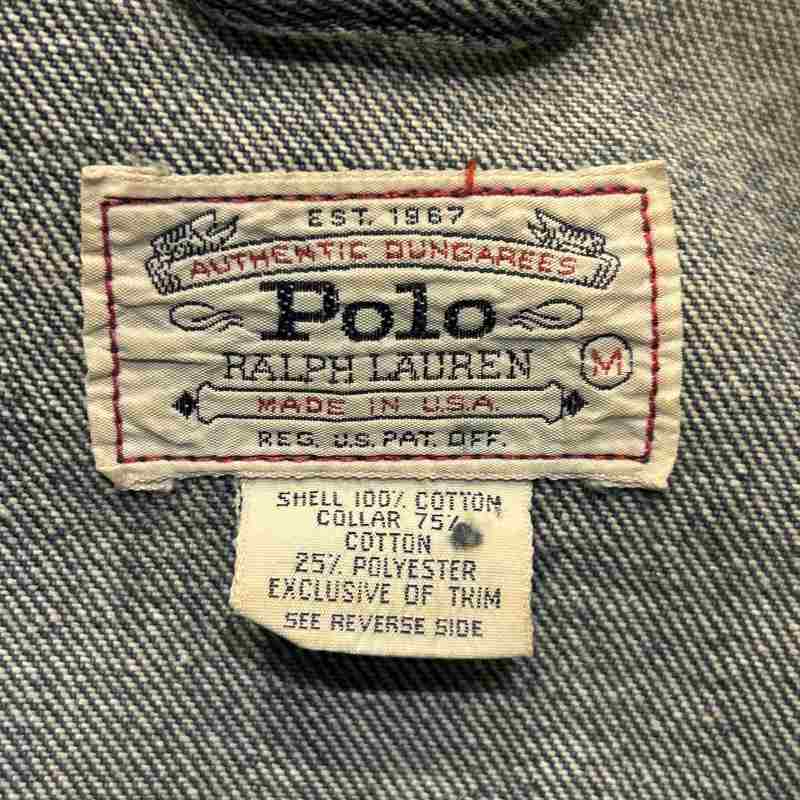 EST. 1967
AUTHENTIC DUNGAREES
Polo
RALPH LAUREN
M
MADE IN U.S.A.
REG. U.S. PAT. OFF.
SHELL 100% COTTON
COLLAR 75%
COTTON
25% POLYESTER
EXCLUSIVE OF TRIM
SEE REVERSE SIDE